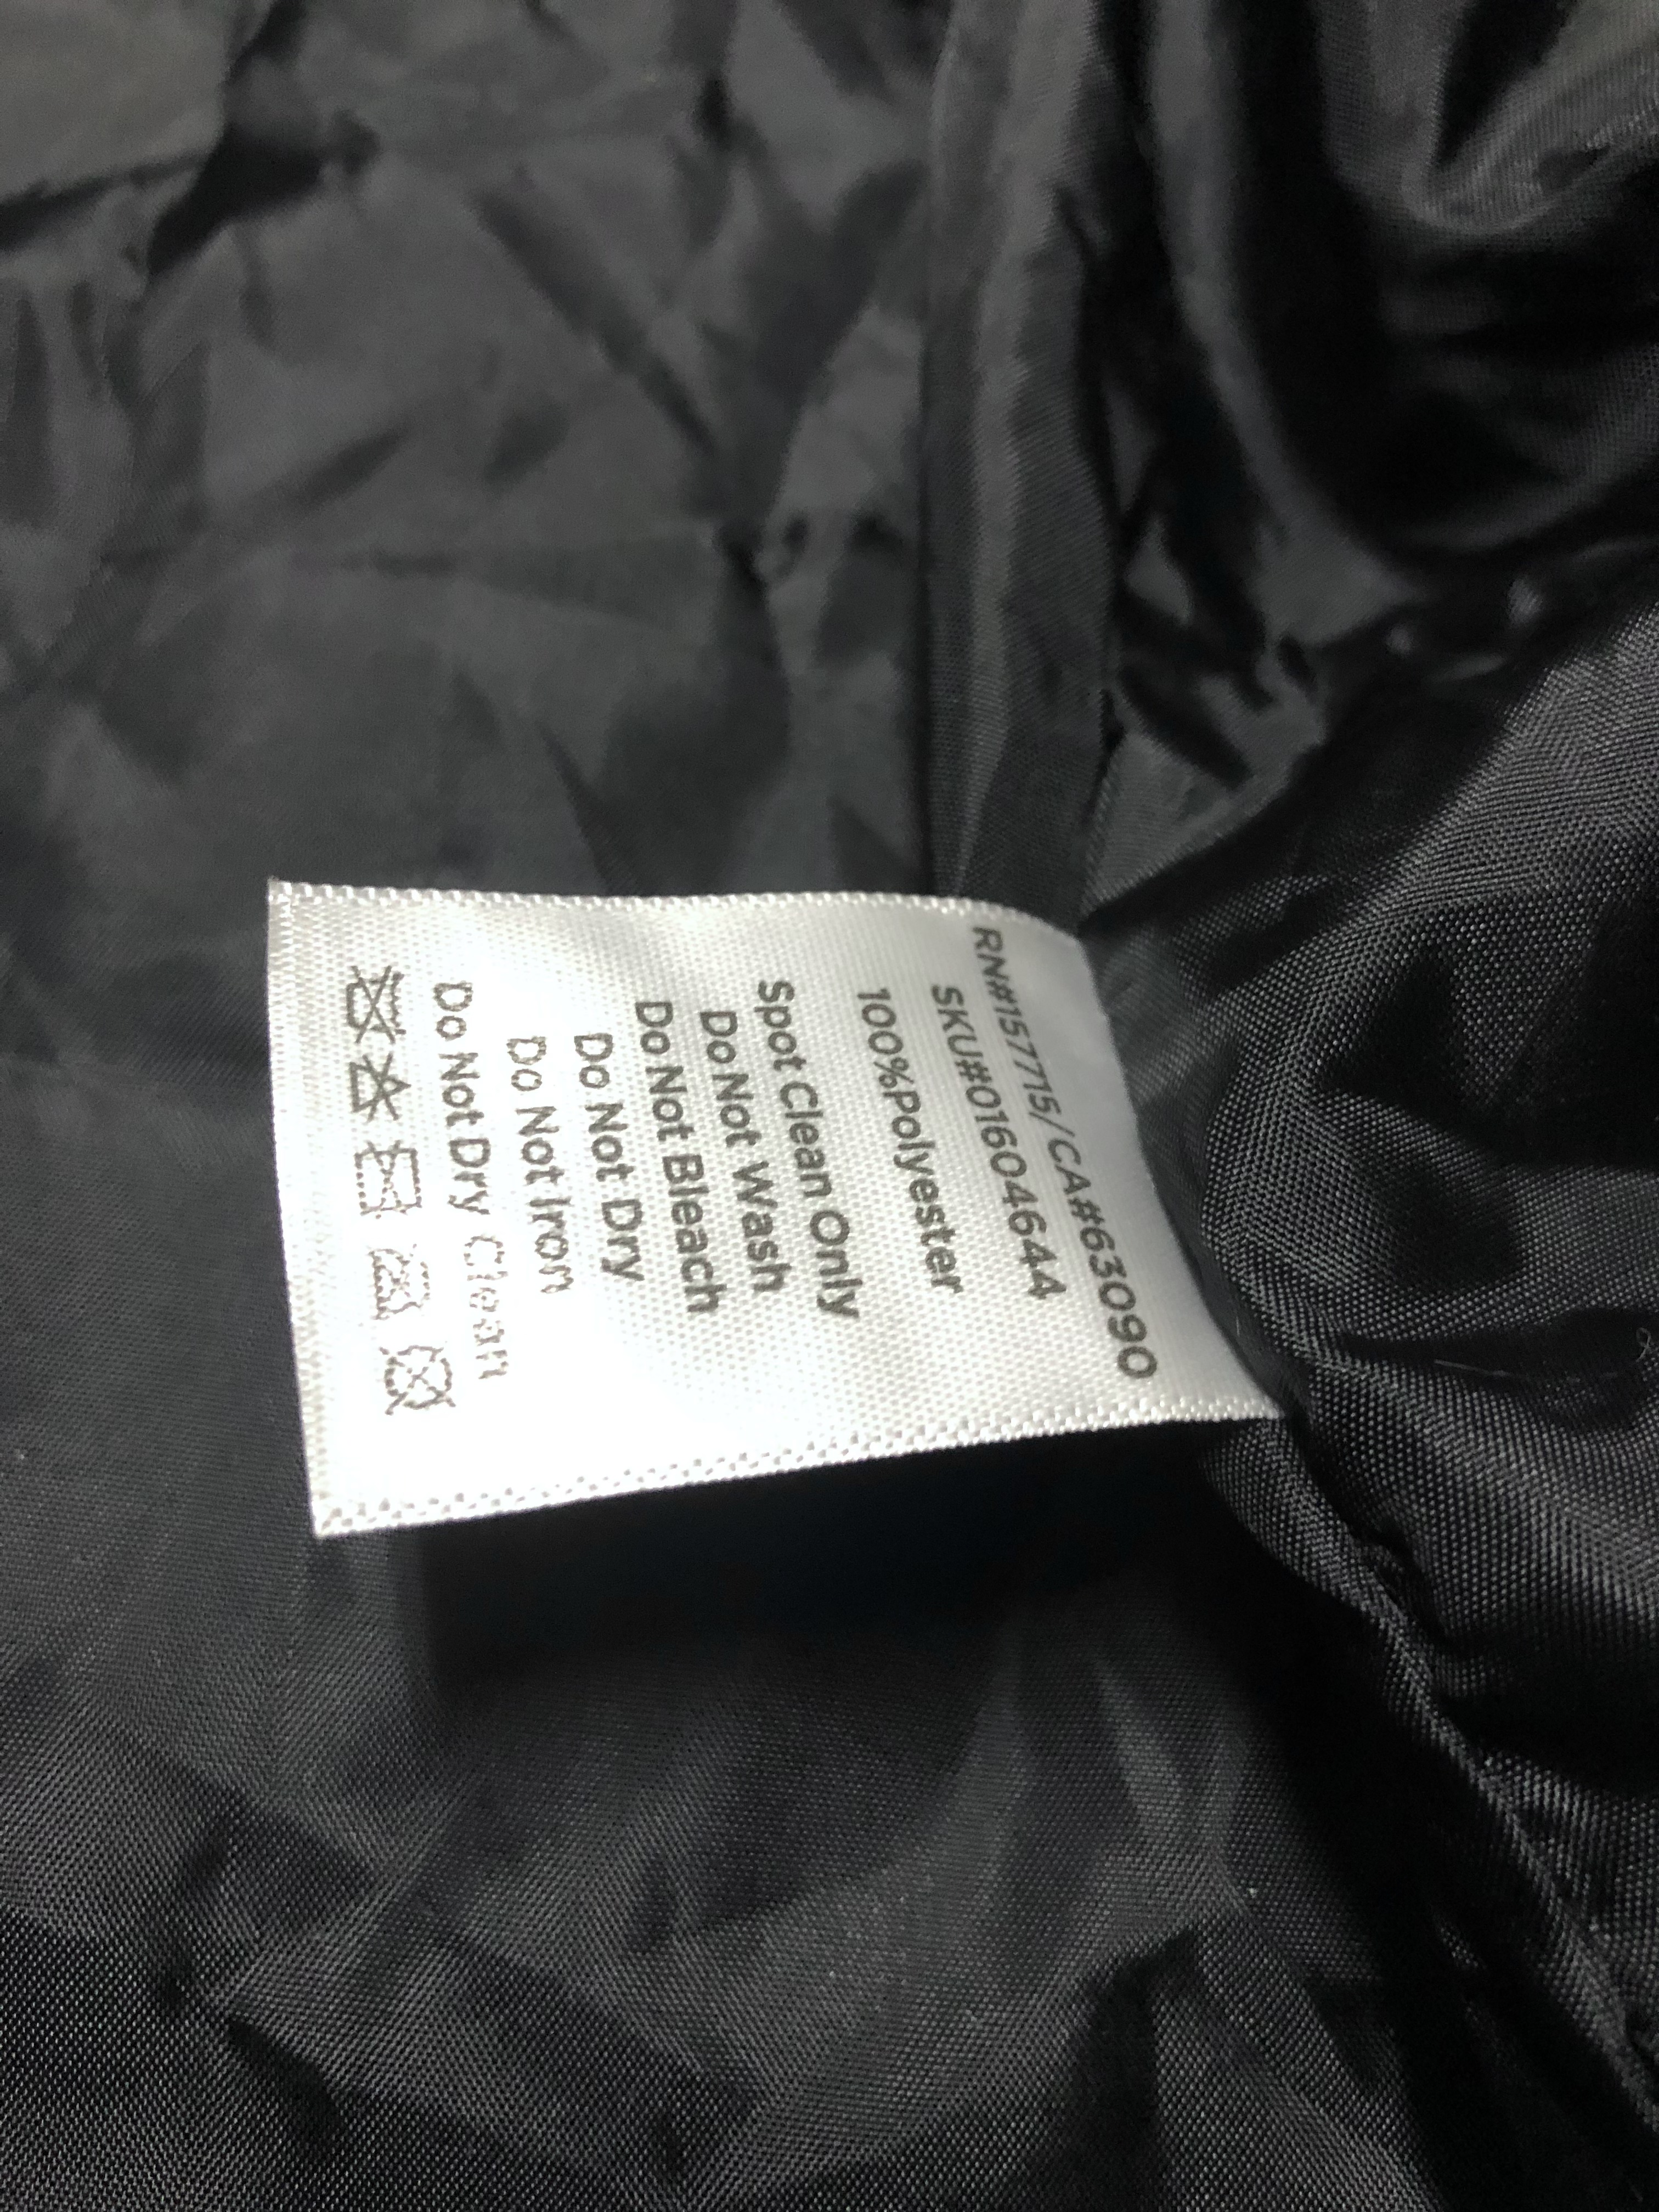 RN#157715/CA#63090
SKU#016046644
100%Polyester
Spot Clean Only
Do Not Wash
Do Not Bleach
Do Not Dry
Do Not Iron
Do Not Dry Clean